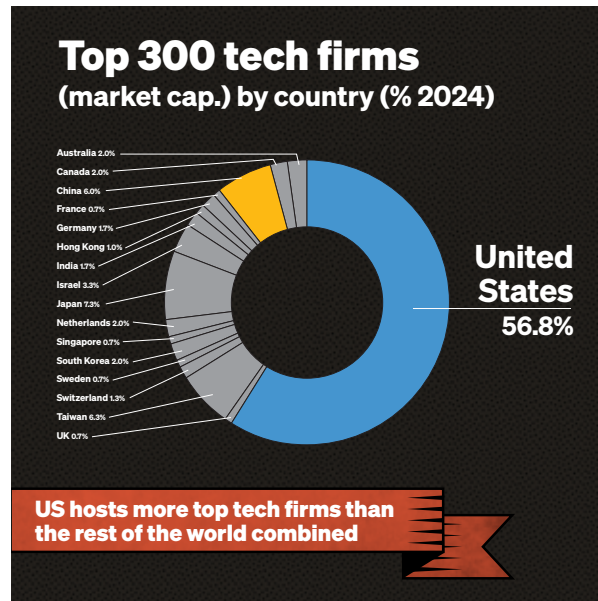 Top 300 tech firms
(market cap.) by country (% 2024)
Australia 2.0%
Canada 2.0%
China 6.0%
France 0.7%
Germany 1.7%
Hong Kong 1.0%
India 1.7%
Israel 3.3%
Japan 7.3%
Netherlands 2.0%
Singapore 0.7%
South Korea 2.0%
Sweden 0.7%
Switzerland 1.3%
Taiwan 6.3%
UK 0.7%
United
States
56.8%
US hosts more top tech firms than
the rest of the world combined